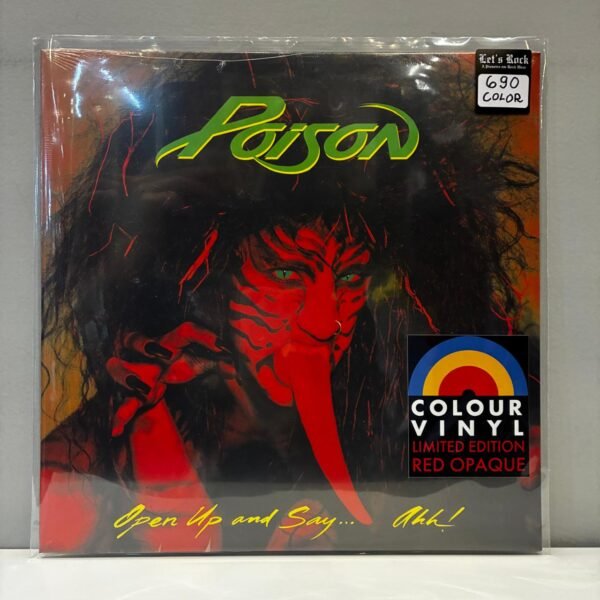 Let's Rock
690
COLOR
POISON
COLOUR
VINYL
LIMITED EDITION
RED OPAQUE
Open Up and Say... Ahh!